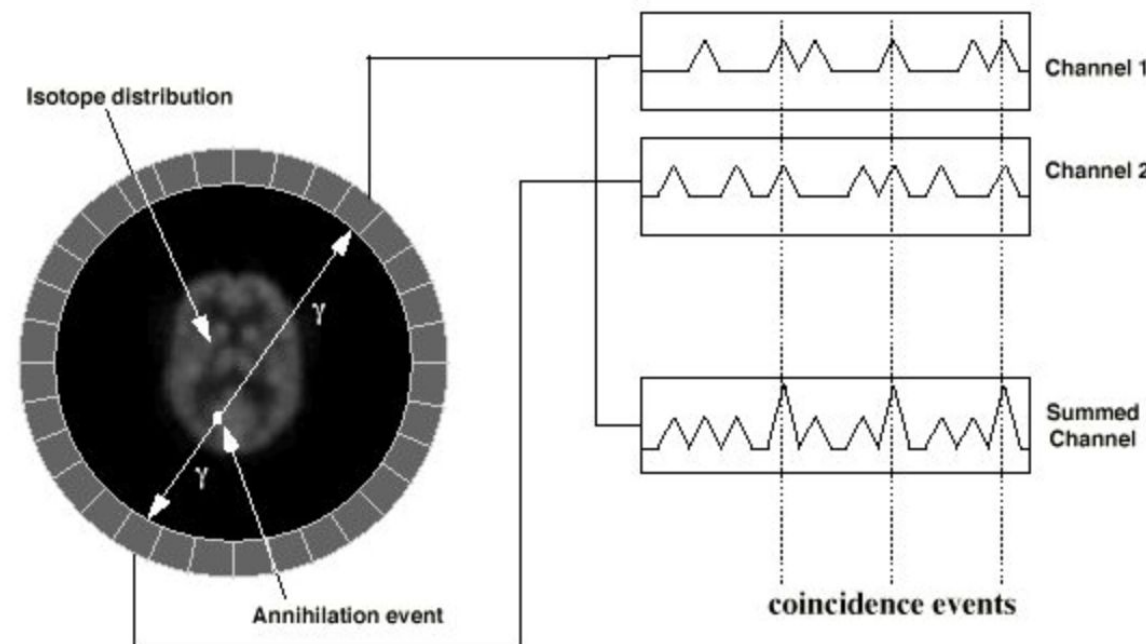 Isotope distribution
γ
γ
Annihilation event
Channel 1
Channel 2
Summed
Channel
coincidence events